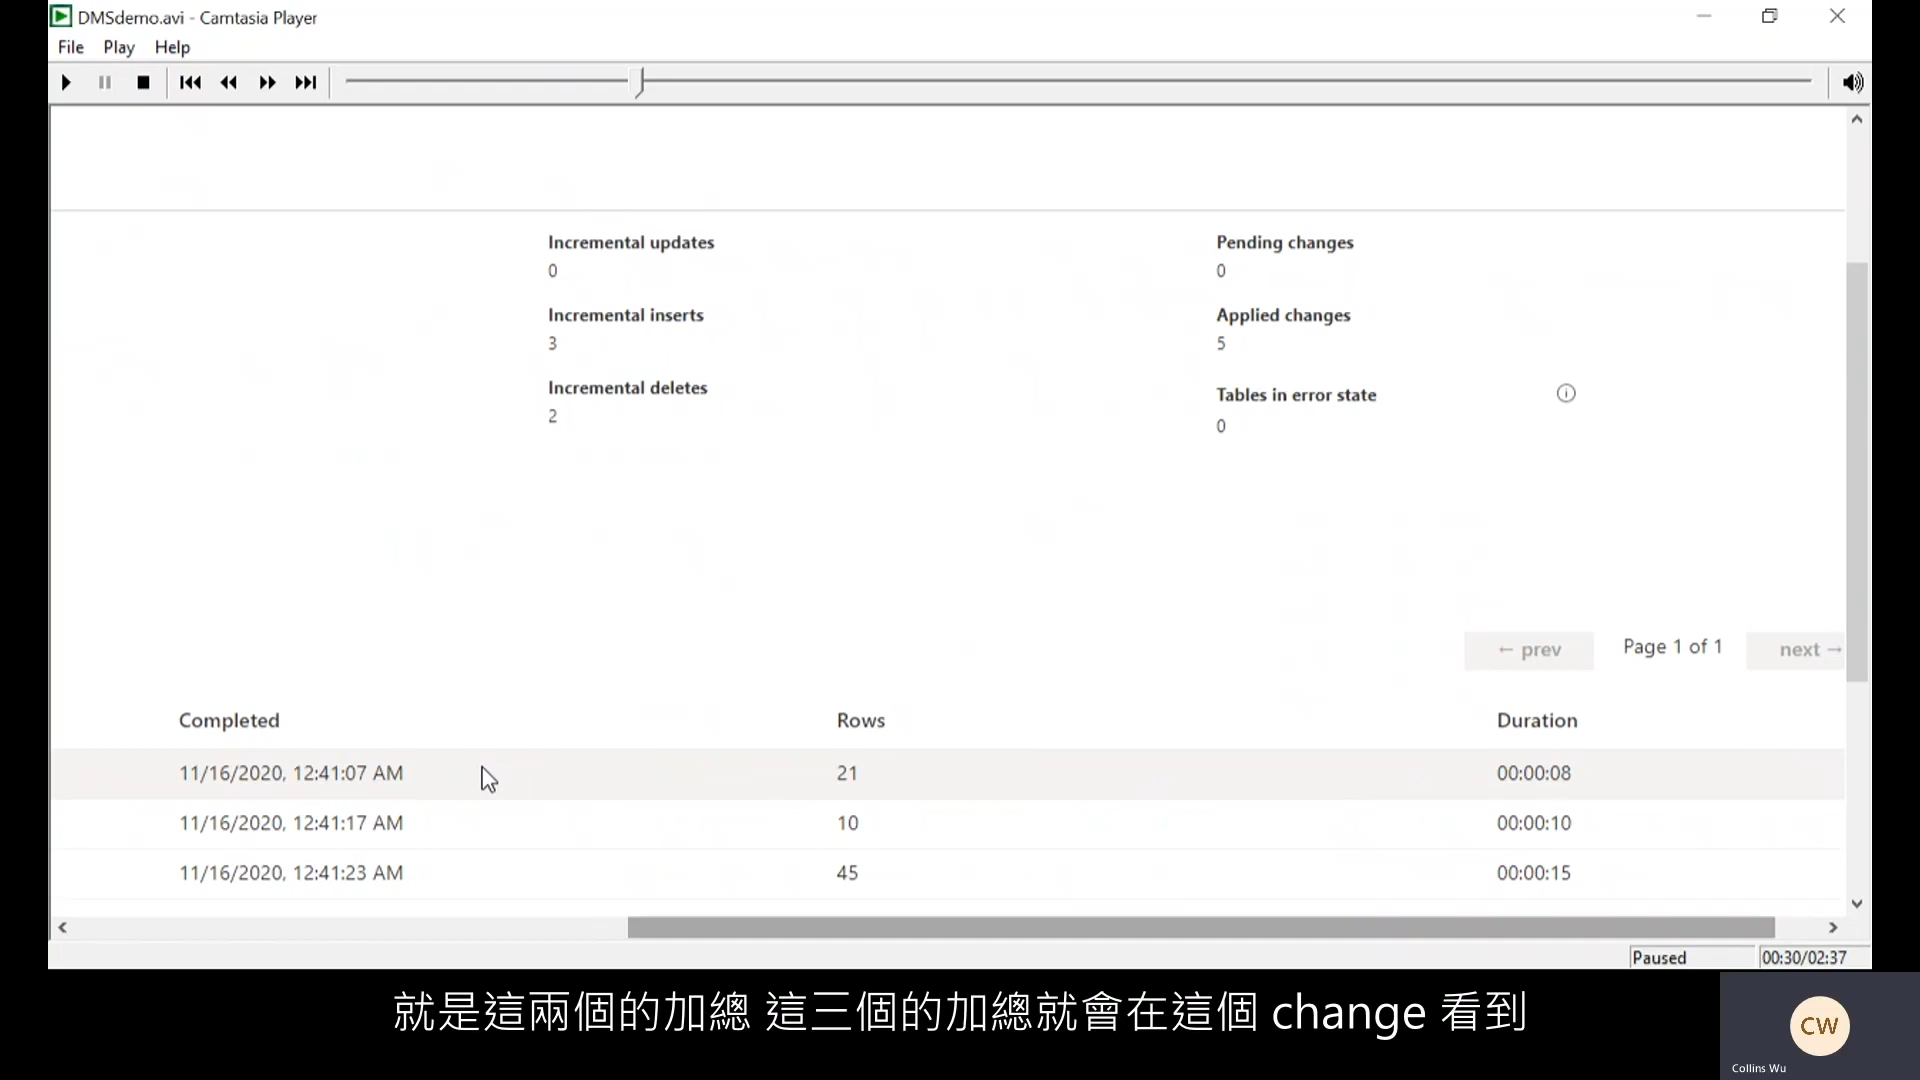 DMSdemo.avi - Camtasia Player
File Play Help
Incremental updates
0
Pending changes
0
Incremental inserts
3
Applied changes
5
Incremental deletes
2
Tables in error state
0
← prev Page 1 of 1 next →
Completed Rows Duration
11/16/2020, 12:41:07 AM 21 00:00:08
11/16/2020, 12:41:17 AM 10 00:00:10
11/16/2020, 12:41:23 AM 45 00:00:15
Paused 00:30/02:37
就是這兩個的加總 這三個的加總就會在這個 change 看到
CW
Collins Wu